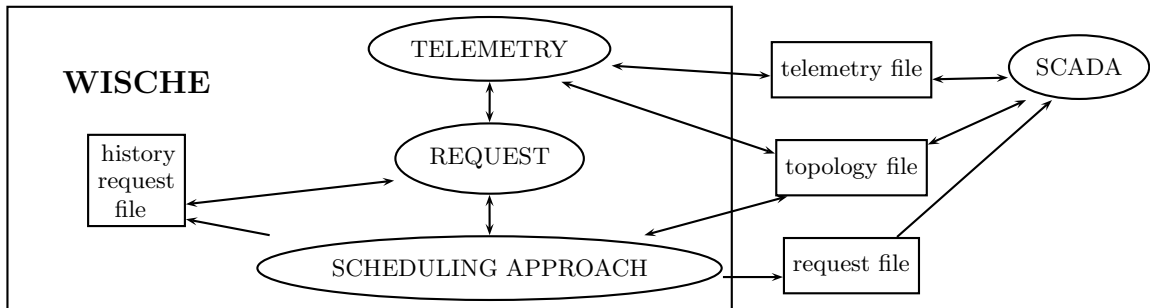 TELEMETRY
telemetry file
SCADA
WISCHE
history
request
file
REQUEST
topology file
SCHEDULING APPROACH
request file